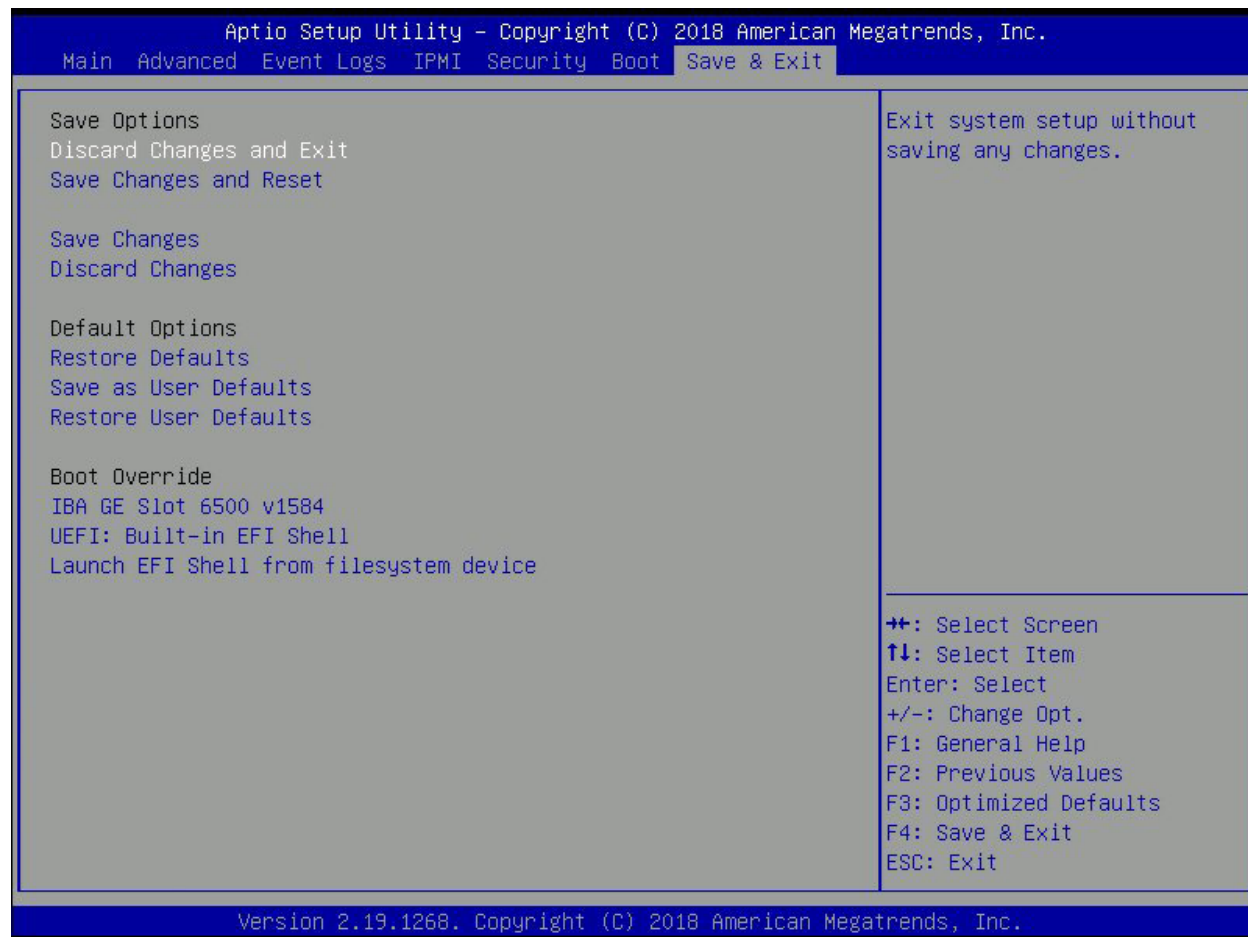 Aptio Setup Utility – Copyright (C) 2018 American Megatrends, Inc.
Main Advanced Event Logs IPMI Security Boot Save & Exit
Save Options
Discard Changes and Exit
Save Changes and Reset
Save Changes
Discard Changes
Default Options
Restore Defaults
Save as User Defaults
Restore User Defaults
Boot Override
IBA GE Slot 6500 v1584
UEFI: Built-in EFI Shell
Launch EFI Shell from filesystem device
Exit system setup without
saving any changes.
→←: Select Screen
↑↓: Select Item
Enter: Select
+/-: Change Opt.
F1: General Help
F2: Previous Values
F3: Optimized Defaults
F4: Save & Exit
ESC: Exit
Version 2.19.1268. Copyright (C) 2018 American Megatrends, Inc.